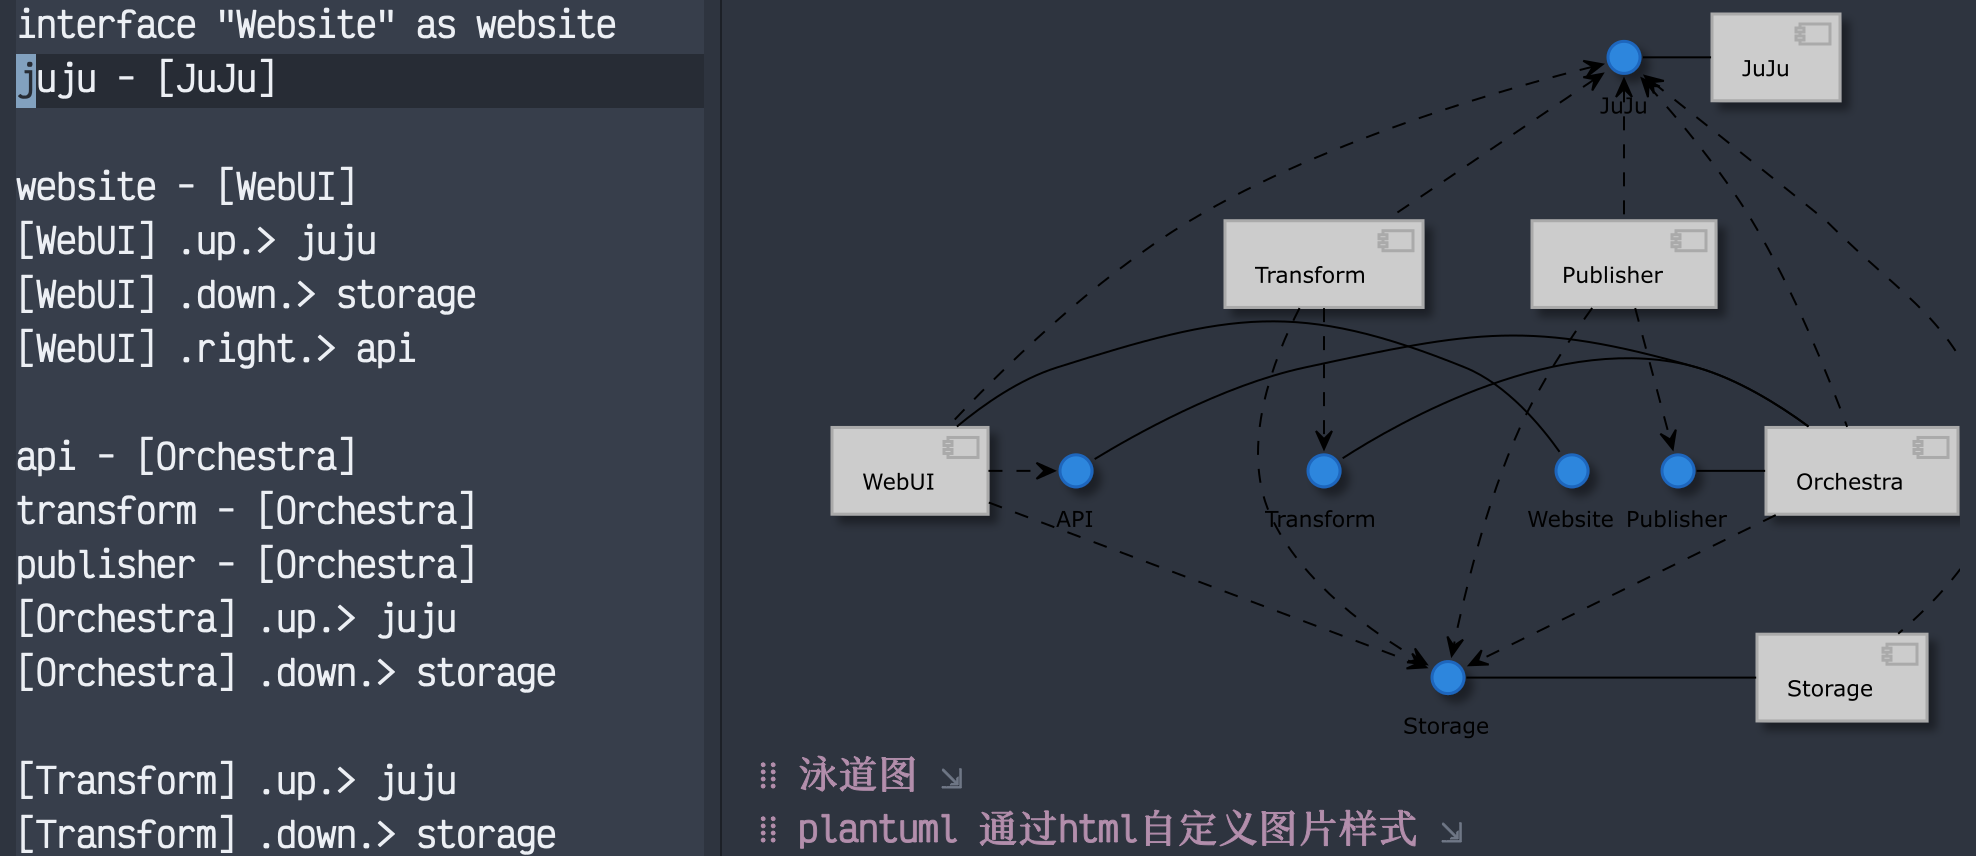 interface "Website" as website
juju - [JuJu]
website - [WebUI]
[WebUI] .up.> juju
[WebUI] .down.> storage
[WebUI] .right.> api
api - [Orchestra]
transform - [Orchestra]
publisher - [Orchestra]
[Orchestra] .up.> juju
[Orchestra] .down.> storage
[Transform] .up.> juju
[Transform] .down.> storage
JuJu
JuJu
Transform
Publisher
WebUI
Orchestra
API
Transform
Website
Publisher
Storage
Storage
泳道图
plantuml 通过html自定义图片样式